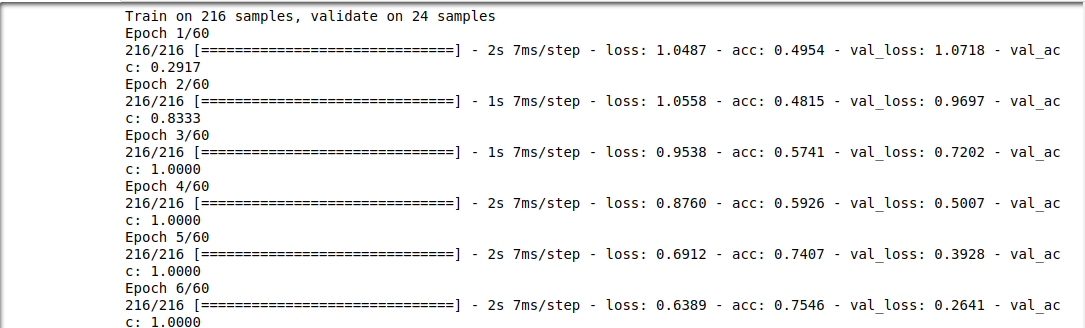 Train on 216 samples, validate on 24 samples
Epoch 1/60
216/216 [==============================] - 2s 7ms/step - loss: 1.0487 - acc: 0.4954 - val_loss: 1.0718 - val_ac
c: 0.2917
Epoch 2/60
216/216 [==============================] - 1s 7ms/step - loss: 1.0558 - acc: 0.4815 - val_loss: 0.9697 - val_ac
c: 0.8333
Epoch 3/60
216/216 [==============================] - 1s 7ms/step - loss: 0.9538 - acc: 0.5741 - val_loss: 0.7202 - val_ac
c: 1.0000
Epoch 4/60
216/216 [==============================] - 2s 7ms/step - loss: 0.8760 - acc: 0.5926 - val_loss: 0.5007 - val_ac
c: 1.0000
Epoch 5/60
216/216 [==============================] - 2s 7ms/step - loss: 0.6912 - acc: 0.7407 - val_loss: 0.3928 - val_ac
c: 1.0000
Epoch 6/60
216/216 [==============================] - 2s 7ms/step - loss: 0.6389 - acc: 0.7546 - val_loss: 0.2641 - val_ac
c: 1.0000